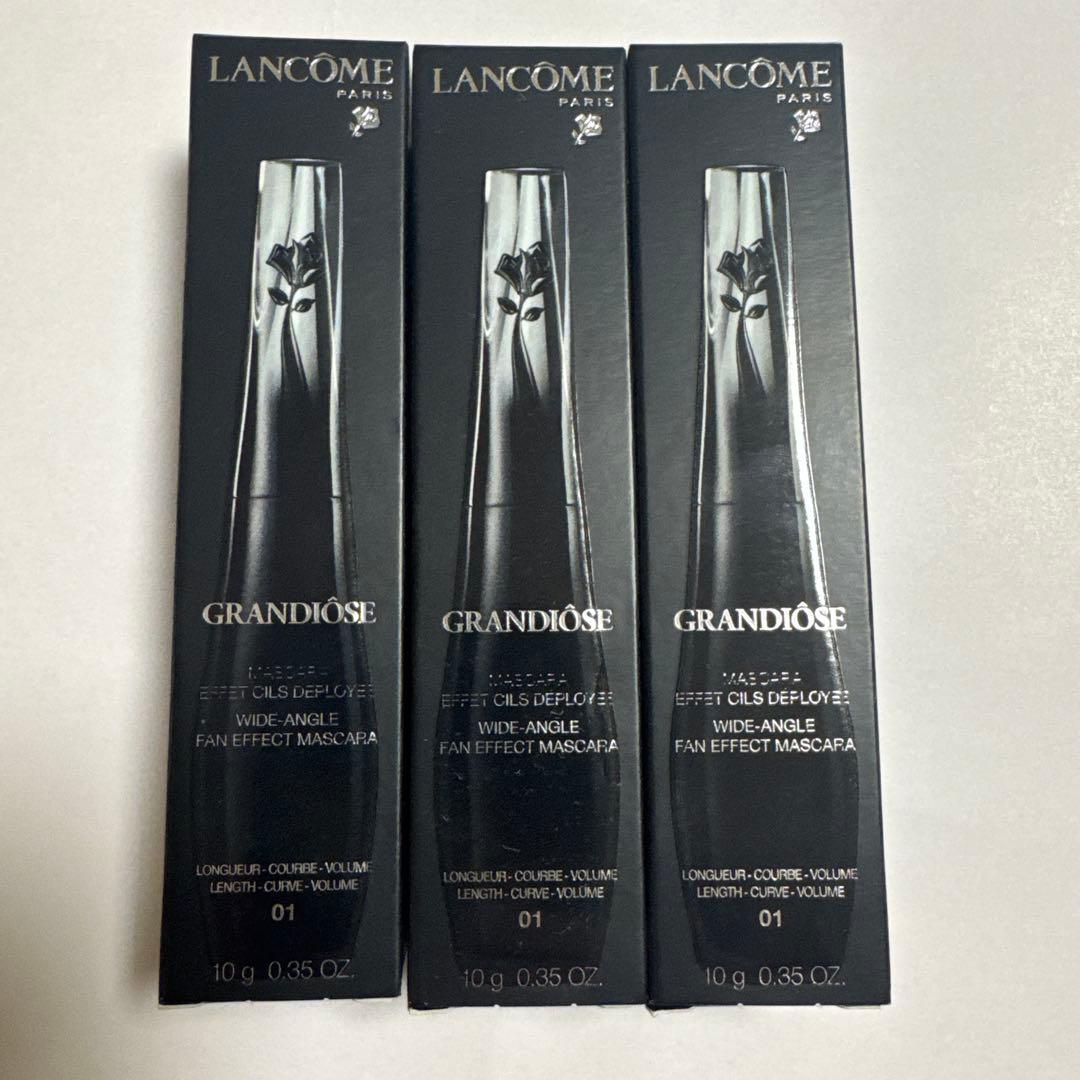 LANCÔME
PARIS
GRANDIÔSE
MASCARA
EFFET CILS DÉPLOYÉS
WIDE-ANGLE
FAN EFFECT MASCARA
LONGUEUR - COURBE - VOLUME
LENGTH - CURVE - VOLUME
01
10 g 0.35 OZ.
LANCÔME
PARIS
GRANDIÔSE
MASCARA
EFFET CILS DÉPLOYÉS
WIDE-ANGLE
FAN EFFECT MASCARA
LONGUEUR - COURBE - VOLUME
LENGTH - CURVE - VOLUME
01
10 g 0.35 OZ.
LANCÔME
PARIS
GRANDIÔSE
MASCARA
EFFET CILS DÉPLOYÉS
WIDE-ANGLE
FAN EFFECT MASCARA
LONGUEUR - COURBE - VOLUME
LENGTH - CURVE - VOLUME
01
10 g 0.35 OZ.